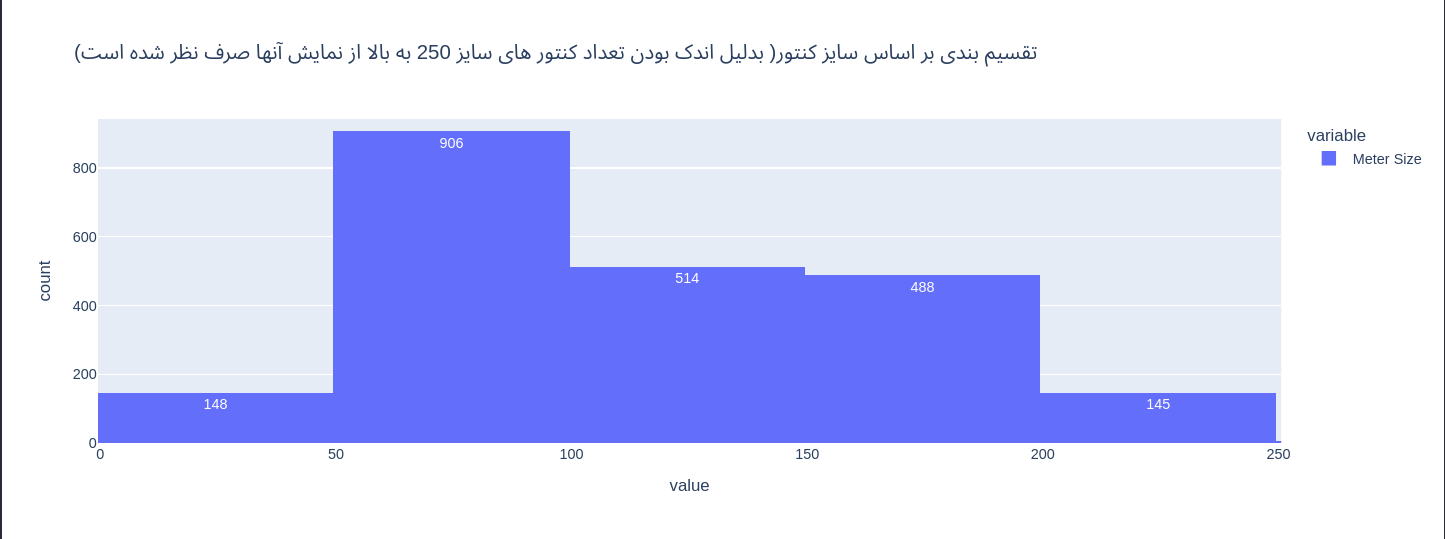 تقسیم بندی بر اساس سایز کنتور( بدلیل اندک بودن تعداد کنتور های سایز 250 به بالا از نمایش آنها صرف نظر شده است)
variable
Meter Size
count
800
600
400
200
0
906
514
488
148
145
0 50 100 150 200 250
value